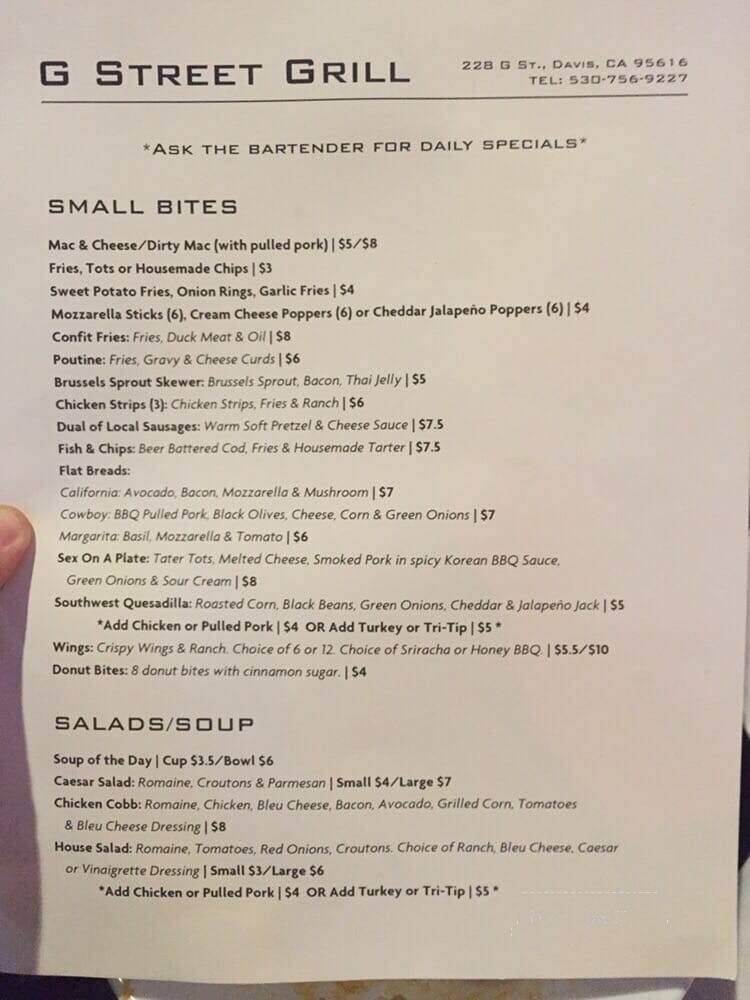 G STREET GRILL
228 G ST., DAVIS, CA 95616
TEL: 530-756-9227
*ASK THE BARTENDER FOR DAILY SPECIALS*
SMALL BITES
Mac & Cheese/Dirty Mac (with pulled pork) | $5/$8
Fries, Tots or Housemade Chips | $3
Sweet Potato Fries, Onion Rings, Garlic Fries | $4
Mozzarella Sticks (6), Cream Cheese Poppers (6) or Cheddar Jalapeño Poppers (6) | $4
Confit Fries: Fries, Duck Meat & Oil | $8
Poutine: Fries, Gravy & Cheese Curds | $6
Brussels Sprout Skewer: Brussels Sprout, Bacon, Thai Jelly | $5
Chicken Strips (3): Chicken Strips, Fries & Ranch | $6
Dual of Local Sausages: Warm Soft Pretzel & Cheese Sauce | $7.5
Fish & Chips: Beer Battered Cod, Fries & Housemade Tarter | $7.5
Flat Breads:
California: Avocado, Bacon, Mozzarella & Mushroom | $7
Cowboy: BBQ Pulled Pork, Black Olives, Cheese, Corn & Green Onions | $7
Margarita: Basil, Mozzarella & Tomato | $6
Sex On A Plate: Tater Tots, Melted Cheese, Smoked Pork in spicy Korean BBQ Sauce,
Green Onions & Sour Cream | $8
Southwest Quesadilla: Roasted Corn, Black Beans, Green Onions, Cheddar & Jalapeño Jack | $5
*Add Chicken or Pulled Pork | $4 OR Add Turkey or Tri-Tip | $5 *
Wings: Crispy Wings & Ranch. Choice of 6 or 12. Choice of Sriracha or Honey BBQ. | $5.5/$10
Donut Bites: 8 donut bites with cinnamon sugar. | $4
SALADS/SOUP
Soup of the Day | Cup $3.5/Bowl $6
Caesar Salad: Romaine, Croutons & Parmesan | Small $4/Large $7
Chicken Cobb: Romaine, Chicken, Bleu Cheese, Bacon, Avocado, Grilled Corn, Tomatoes
& Bleu Cheese Dressing | $8
House Salad: Romaine, Tomatoes, Red Onions, Croutons. Choice of Ranch, Bleu Cheese, Caesar
or Vinaigrette Dressing | Small $3/Large $6
*Add Chicken or Pulled Pork | $4 OR Add Turkey or Tri-Tip | $5 *